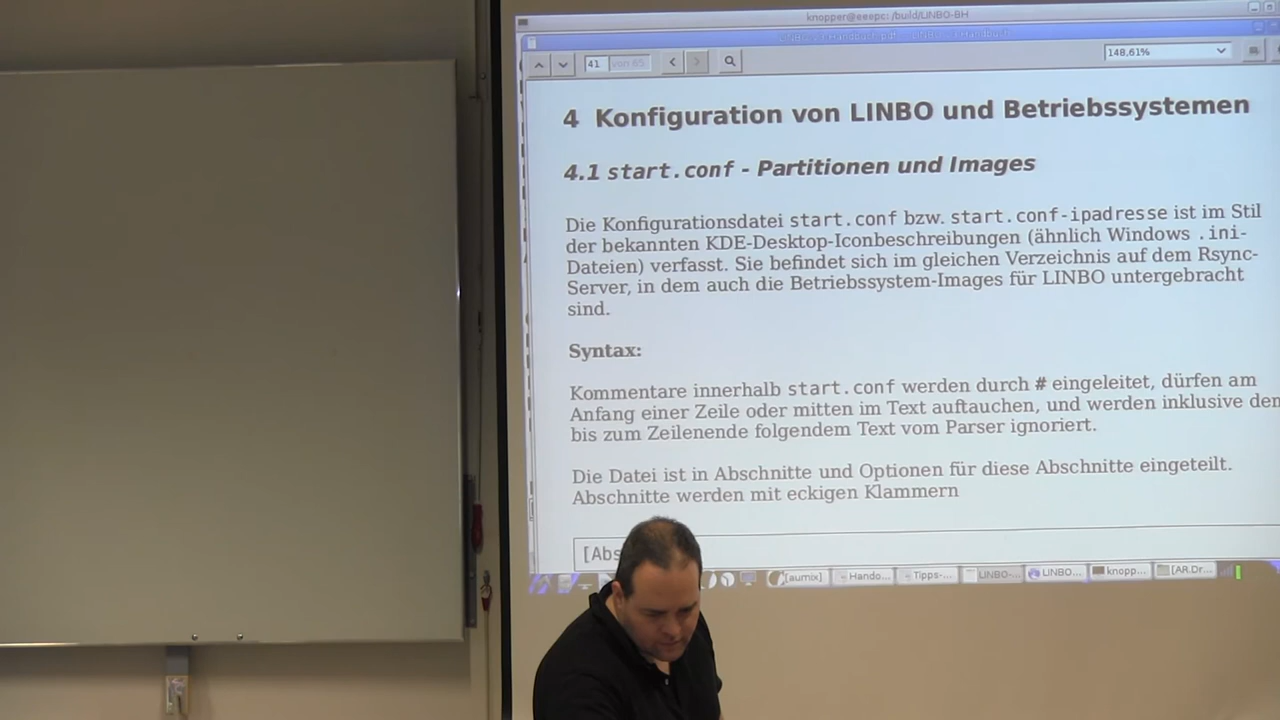 knopper@eeepc: /build/LINBO-BH
41 von 65
148,61%
4 Konfiguration von LINBO und Betriebssystemen
4.1 start.conf - Partitionen und Images
Die Konfigurationsdatei start.conf bzw. start.conf-ipadresse ist im Stil
der bekannten KDE-Desktop-Iconbeschreibungen (ähnlich Windows .ini-
Dateien) verfasst. Sie befindet sich im gleichen Verzeichnis auf dem Rsync-
Server, in dem auch die Betriebssystem-Images für LINBO untergebracht
sind.
Syntax:
Kommentare innerhalb start.conf werden durch # eingeleitet, dürfen am
Anfang einer Zeile oder mitten im Text auftauchen, und werden inklusive den
bis zum Zeilenende folgendem Text vom Parser ignoriert.
Die Datei ist in Abschnitte und Optionen für diese Abschnitte eingeteilt.
Abschnitte werden mit eckigen Klammern
[Abs
[aumix] Hando... Tipps-... LINBO-... LINBO... knopp... [AR.Dr...